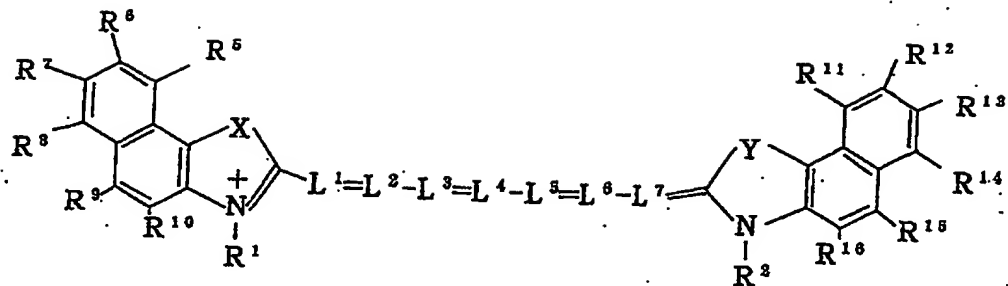 R⁶ R¹²
R⁷ R⁵ R¹¹ R¹³
R⁸ X Y R¹⁴
R⁹ R¹⁰ N + L¹=L²-L³=L⁴-L⁵=L⁶-L⁷= N R¹⁶ R¹⁵
R¹ R²